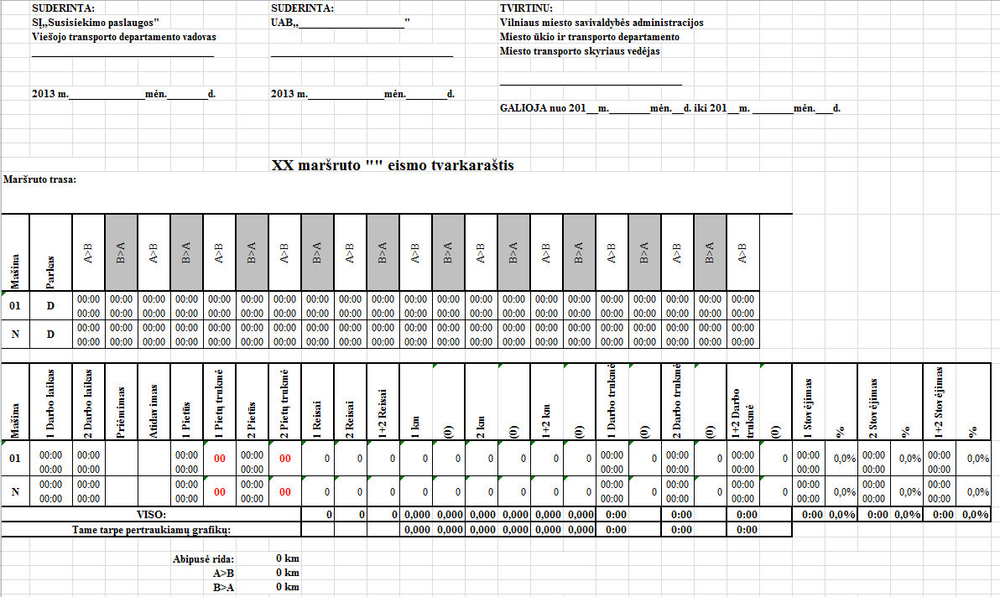 SUDERINTA: SUDERINTA: TVIRTINU:
SĮ,,Susisiekimo paslaugos" UAB,,____________________" Vilniaus miesto savivaldybės administracijos
Viešojo transporto departamento vadovas Miesto ūkio ir transporto departamento
___________________________________ ___________________________________ Miesto transporto skyriaus vedėjas
___________________________________
2013 m.______________mėn._______d. 2013 m.______________mėn._______d.
GALIOJA nuo 201__m._______mėn.__d. iki 201__m. _______mėn.___d.
XX maršruto "" eismo tvarkaraštis
Maršruto trasa:
Mašina Parkas A>B B>A A>B B>A A>B B>A A>B B>A A>B B>A A>B B>A A>B B>A A>B B>A A>B B>A A>B B>A A>B
01 D 00:00 00:00 00:00 00:00 00:00 00:00 00:00 00:00 00:00 00:00 00:00 00:00 00:00 00:00 00:00 00:00 00:00 00:00 00:00 00:00 00:00
00:00 00:00 00:00 00:00 00:00 00:00 00:00 00:00 00:00 00:00 00:00 00:00 00:00 00:00 00:00 00:00 00:00 00:00 00:00 00:00 00:00
N D 00:00 00:00 00:00 00:00 00:00 00:00 00:00 00:00 00:00 00:00 00:00 00:00 00:00 00:00 00:00 00:00 00:00 00:00 00:00 00:00 00:00
00:00 00:00 00:00 00:00 00:00 00:00 00:00 00:00 00:00 00:00 00:00 00:00 00:00 00:00 00:00 00:00 00:00 00:00 00:00 00:00 00:00
Mašina 1 Darbo laikas 2 Darbo laikas Priėmimas Atidavimas 1 Pietūs 1 Pietų trukmė 2 Pietūs 2 Pietų trukmė 1 Reisai 2 Reisai 1+2 Reisai 1 km (0) 2 km (0) 1+2 km (0) 1 Darbo trukmė (0) 2 Darbo trukmė (0) 1+2 Darbo trukmė (0) 1 Stovėjimas % 2 Stovėjimas % 1+2 Stovėjimas %
01 00:00 00:00 00:00 00 00:00 00 0 0 0 0 0 0 0 0 0 00:00 0 00:00 0 00:00 0 00:00 0,0% 00:00 0,0% 00:00 0,0%
00:00 00:00 00:00 00:00 00:00 00:00 00:00 00:00 00:00 00:00
N 00:00 00:00 00:00 00 00:00 00 0 0 0 0 0 0 0 0 0 00:00 0 00:00 0 00:00 0 00:00 0,0% 00:00 0,0% 00:00 0,0%
00:00 00:00 00:00 00:00 00:00 00:00 00:00 00:00 00:00 00:00
VISO: 0 0 0 0,000 0,000 0,000 0,000 0,000 0,000 0:00 0:00 0:00 0:00 0,0% 0:00 0,0% 0:00 0,0%
Tame tarpe pertraukiamų grafikų: 0,000 0,000 0,000 0,000 0,000 0,000 0:00 0:00 0:00
Abipusė rida: 0 km
A>B 0 km
B>A 0 km